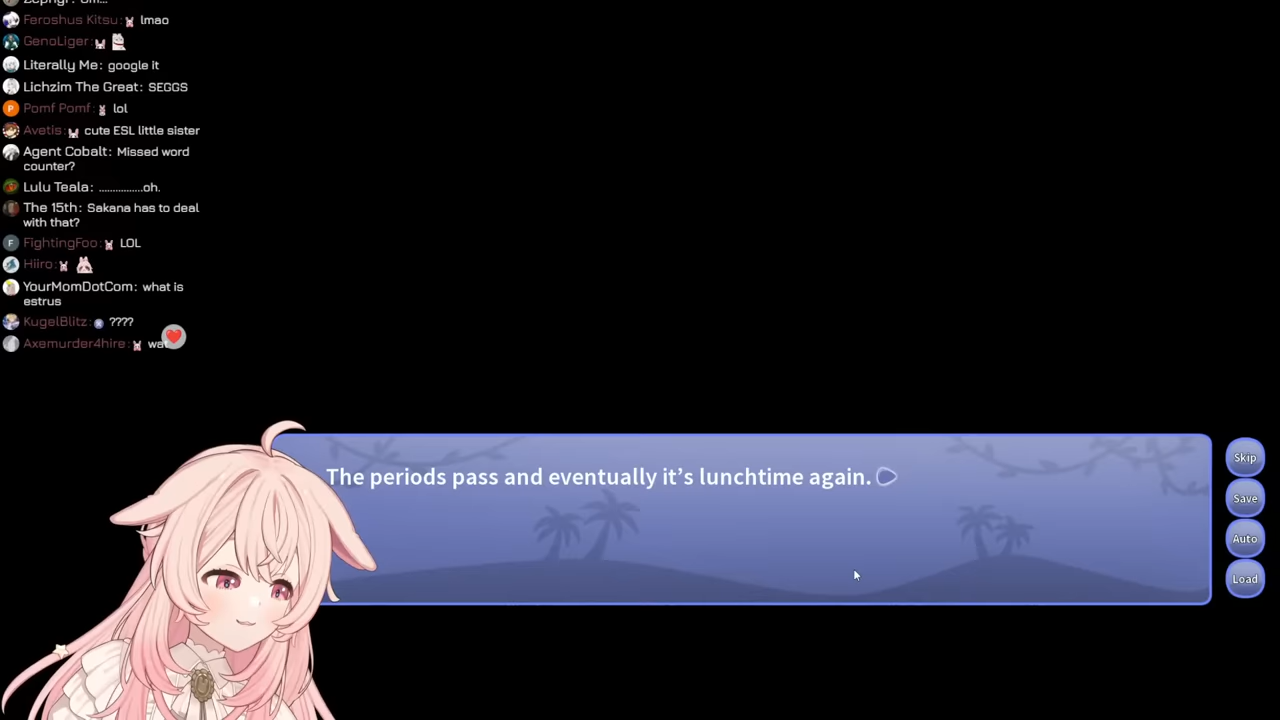 Feroshus Kitsu: lmao
GenoLiger:
Literally Me: google it
Lichzim The Great: SEGGS
P Pomf Pomf: lol
Avetis: cute ESL little sister
Agent Cobalt: Missed word
counter?
Lulu Teala: ................oh.
The 15th: Sakana has to deal
with that?
F FightingFoo: LOL
Hiiro:
YourMomDotCom: what is
estrus
KugelBlitz: ????
Axemurder4hire: wat
The periods pass and eventually it’s lunchtime again.
Skip
Save
Auto
Load